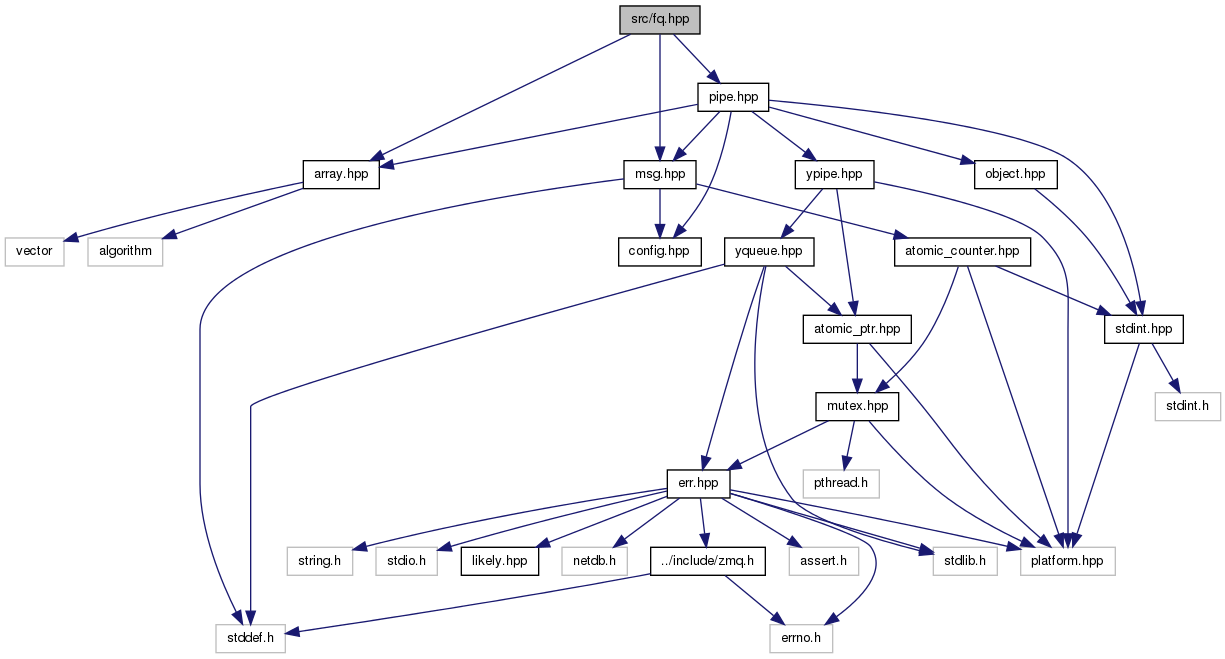 src/fq.hpp
pipe.hpp
array.hpp
msg.hpp
ypipe.hpp
object.hpp
vector
algorithm
config.hpp
yqueue.hpp
atomic_counter.hpp
atomic_ptr.hpp
stdint.hpp
mutex.hpp
stdint.h
err.hpp
pthread.h
string.h
stdio.h
likely.hpp
netdb.h
../include/zmq.h
assert.h
stdlib.h
platform.hpp
stddef.h
errno.h